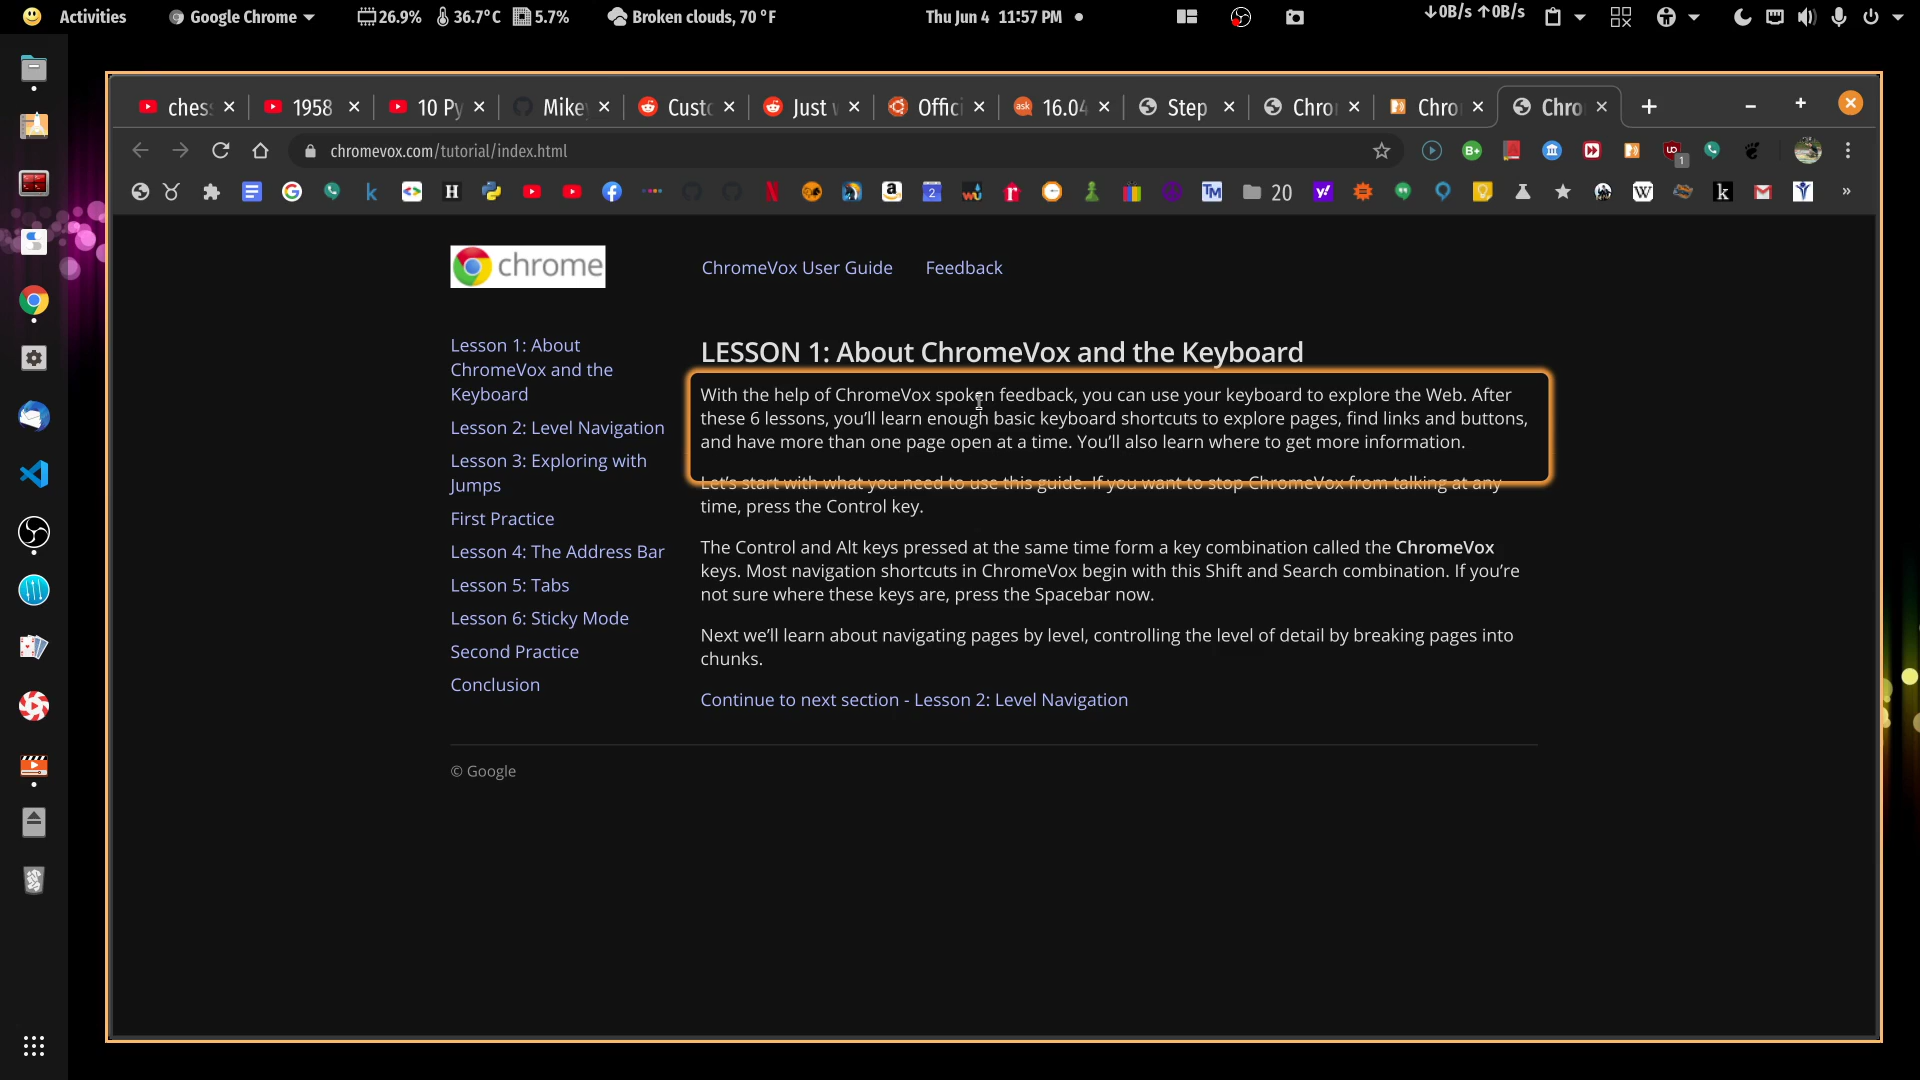 Activities
Google Chrome
26.9%
36.7°C
5.7%
Broken clouds, 70 °F
Thu Jun 4 11:57 PM
↓0B/s ↑0B/s
ches
1958
10 Py
Mike
Custo
Just
Offici
ask
16.04
Step
Chro
Chro
Chro
chromevox.com/tutorial/index.html
1
20
chrome
ChromeVox User Guide
Feedback
Lesson 1: About
ChromeVox and the
Keyboard
Lesson 2: Level Navigation
Lesson 3: Exploring with
Jumps
First Practice
Lesson 4: The Address Bar
Lesson 5: Tabs
Lesson 6: Sticky Mode
Second Practice
Conclusion
LESSON 1: About ChromeVox and the Keyboard
With the help of ChromeVox spoken feedback, you can use your keyboard to explore the Web. After
these 6 lessons, you’ll learn enough basic keyboard shortcuts to explore pages, find links and buttons,
and have more than one page open at a time. You’ll also learn where to get more information.
Let’s start with what you need to use this guide. If you want to stop ChromeVox from talking at any
time, press the Control key.
The Control and Alt keys pressed at the same time form a key combination called the ChromeVox
keys. Most navigation shortcuts in ChromeVox begin with this Shift and Search combination. If you’re
not sure where these keys are, press the Spacebar now.
Next we’ll learn about navigating pages by level, controlling the level of detail by breaking pages into
chunks.
Continue to next section - Lesson 2: Level Navigation
© Google